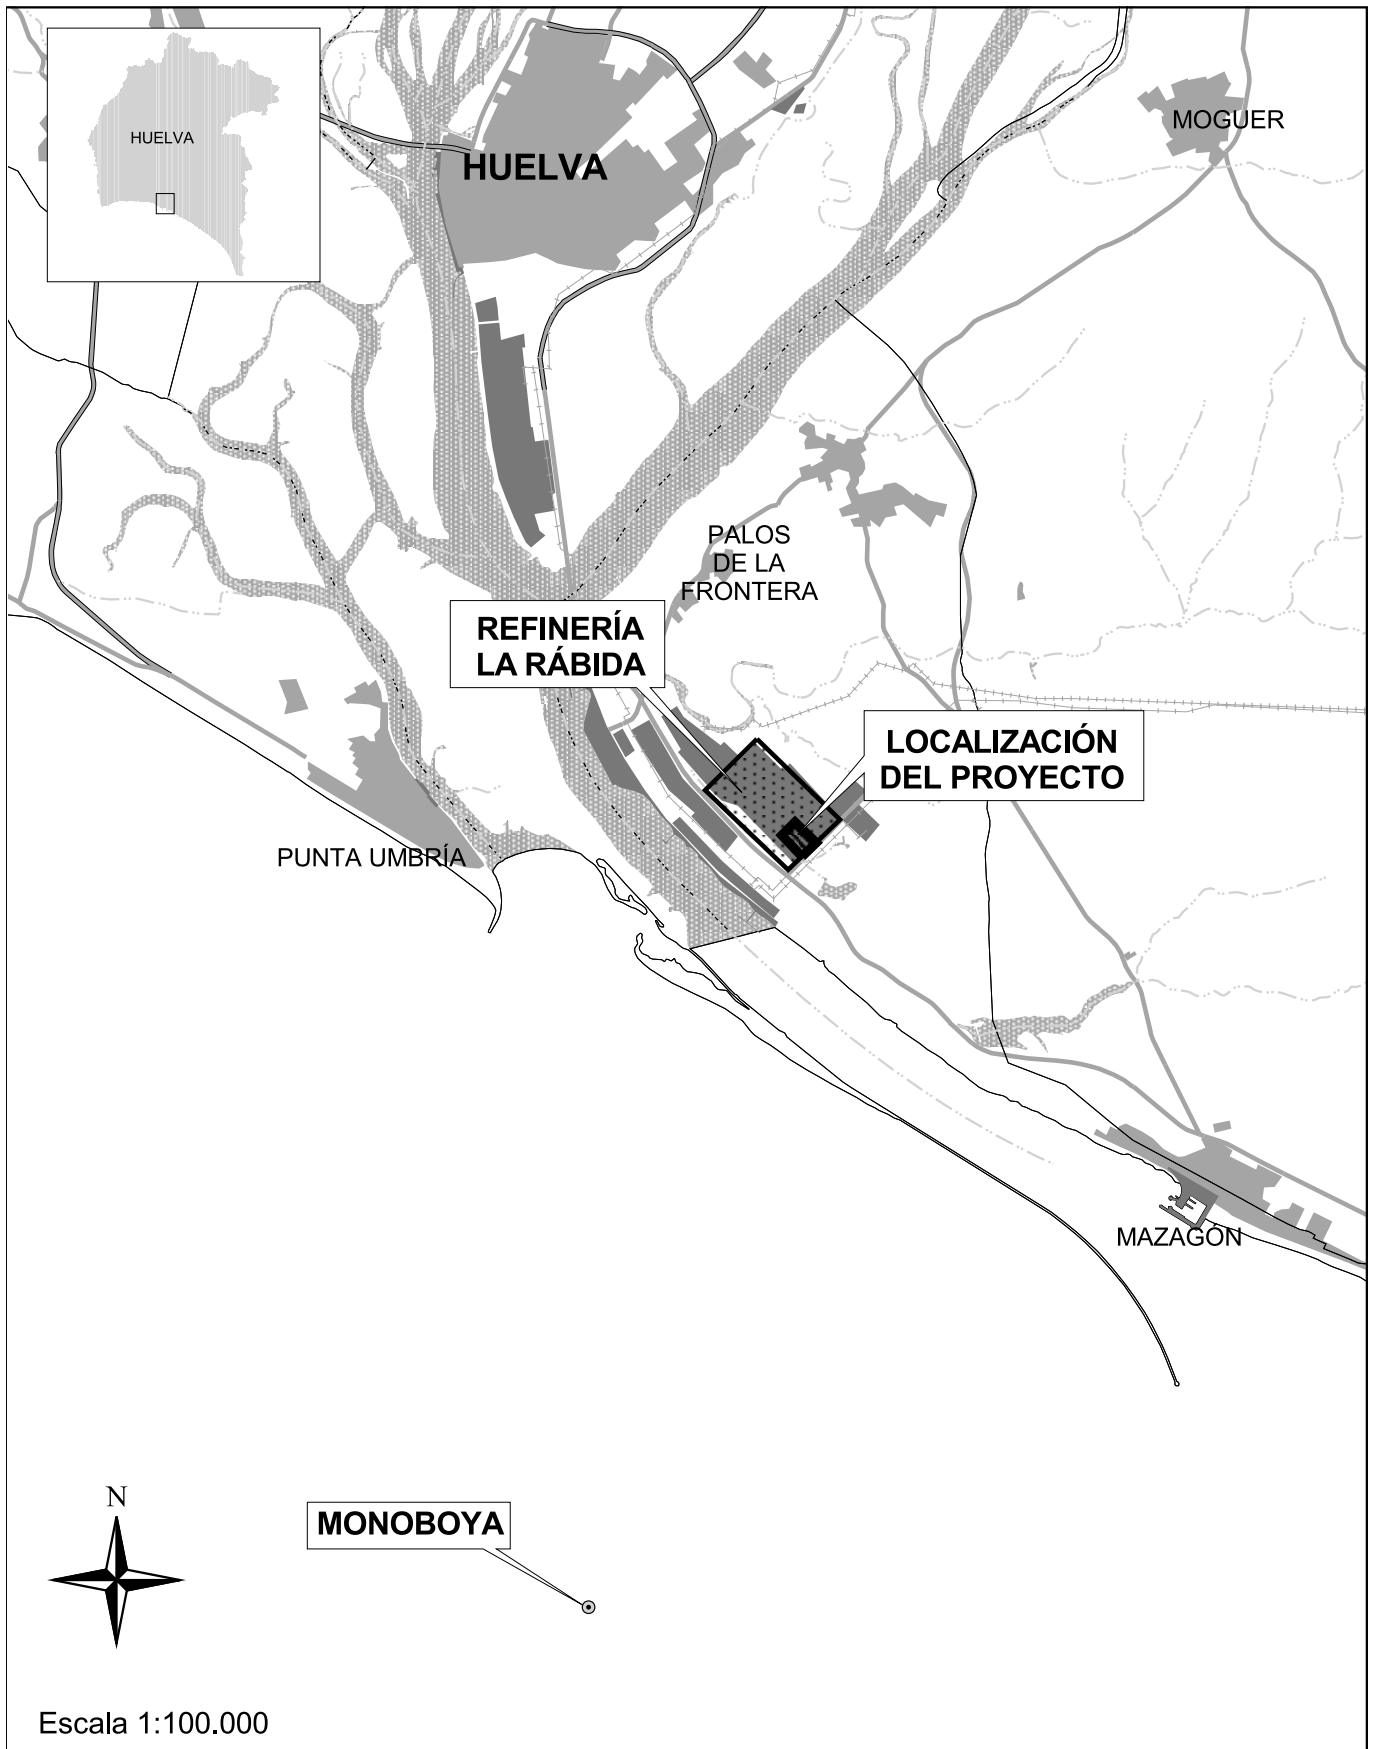 HUELVA
HUELVA
MOGUER
PALOS
DE LA
FRONTERA
REFINERÍA
LA RÁBIDA
LOCALIZACIÓN
DEL PROYECTO
PUNTA UMBRÍA
MAZAGÓN
N
MONOBOYA
Escala 1:100.000